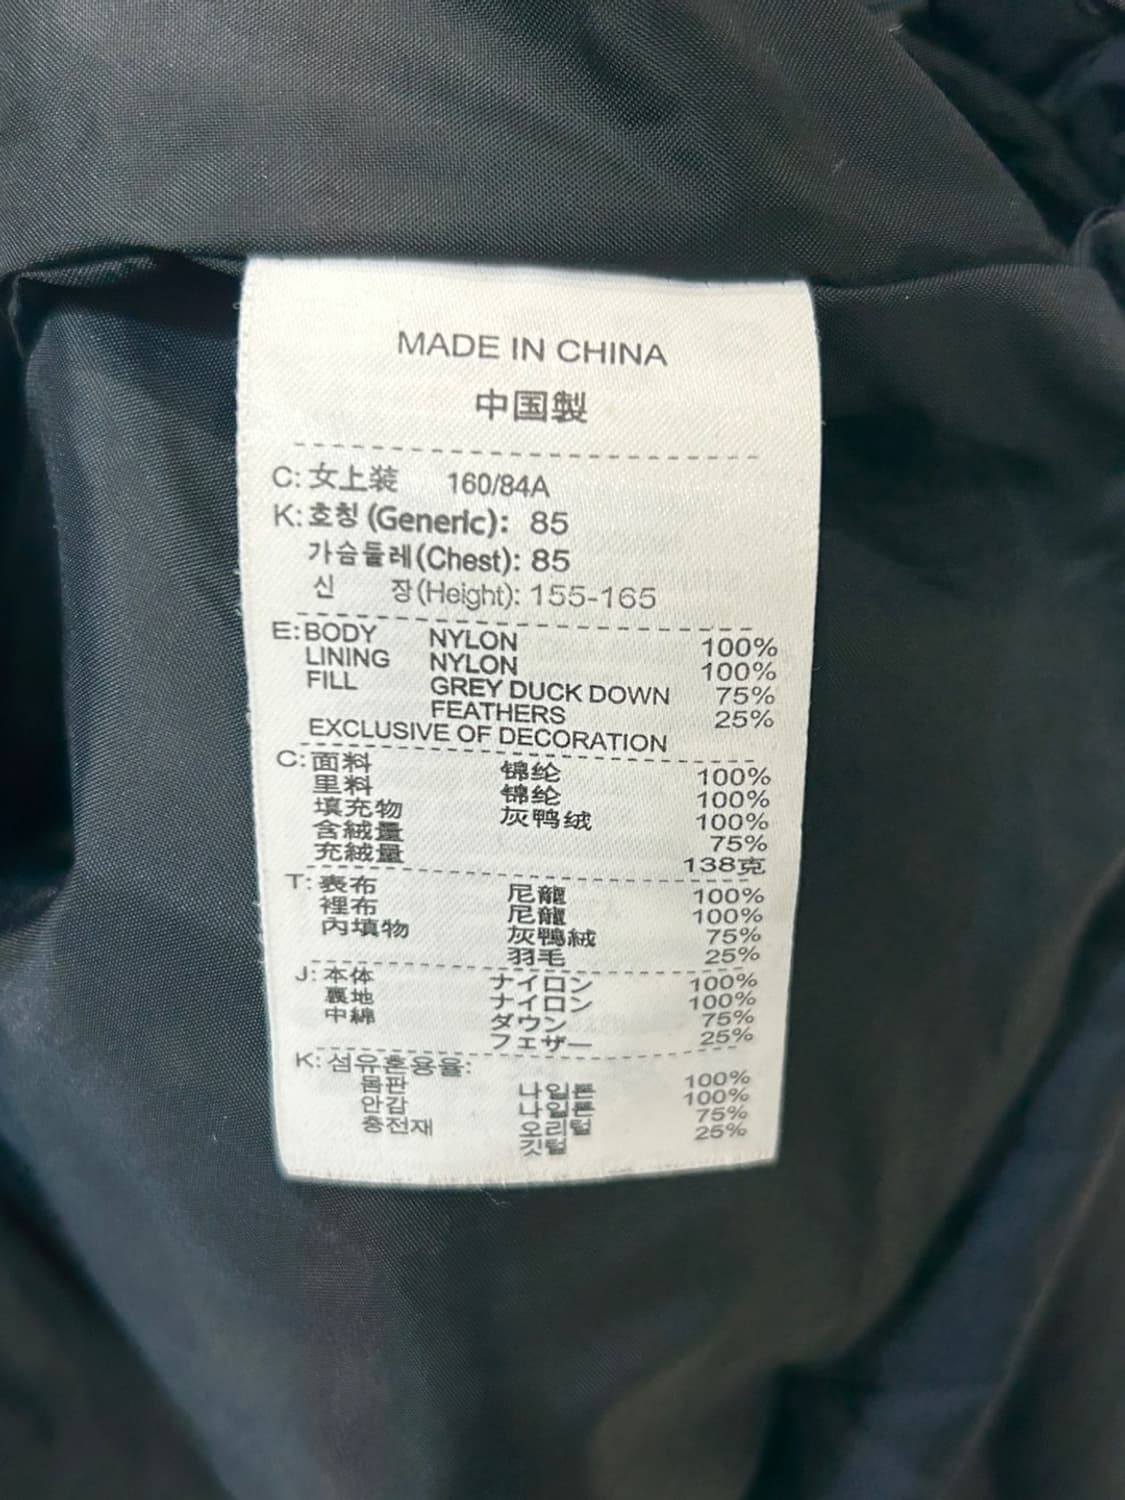 MADE IN CHINA
中国製
C: 女上装 160/84A
K: 호칭 (Generic): 85
가슴둘레(Chest): 85
신 장(Height): 155-165
E: BODY NYLON 100%
LINING NYLON 100%
FILL GREY DUCK DOWN 75%
FEATHERS 25%
EXCLUSIVE OF DECORATION
C: 面料 锦纶 100%
里料 锦纶 100%
填充物 灰鸭绒 100%
含絨量 75%
充絨量 138克
T: 表布 尼龍 100%
裡布 尼龍 100%
內填物 灰鴨絨 75%
羽毛 25%
J: 本体 ナイロン 100%
裏地 ナイロン 100%
中綿 ダウン 75%
フェザー 25%
K: 섬유혼용율:
몸판 나일론 100%
안감 나일론 100%
충전재 오리털 75%
깃털 25%